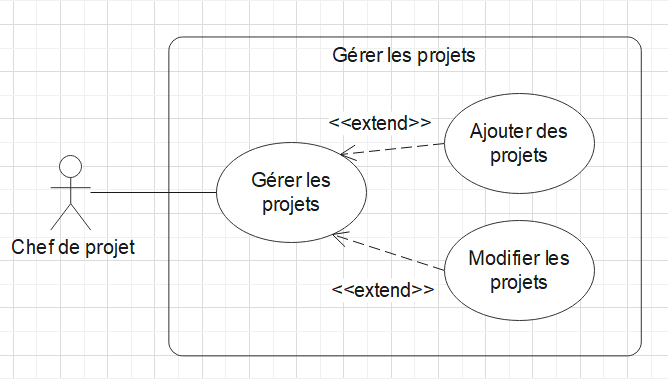 Gérer les projets
<<extend>>
Ajouter des
projets
Gérer les
projets
Chef de projet
Modifier les
projets
<<extend>>